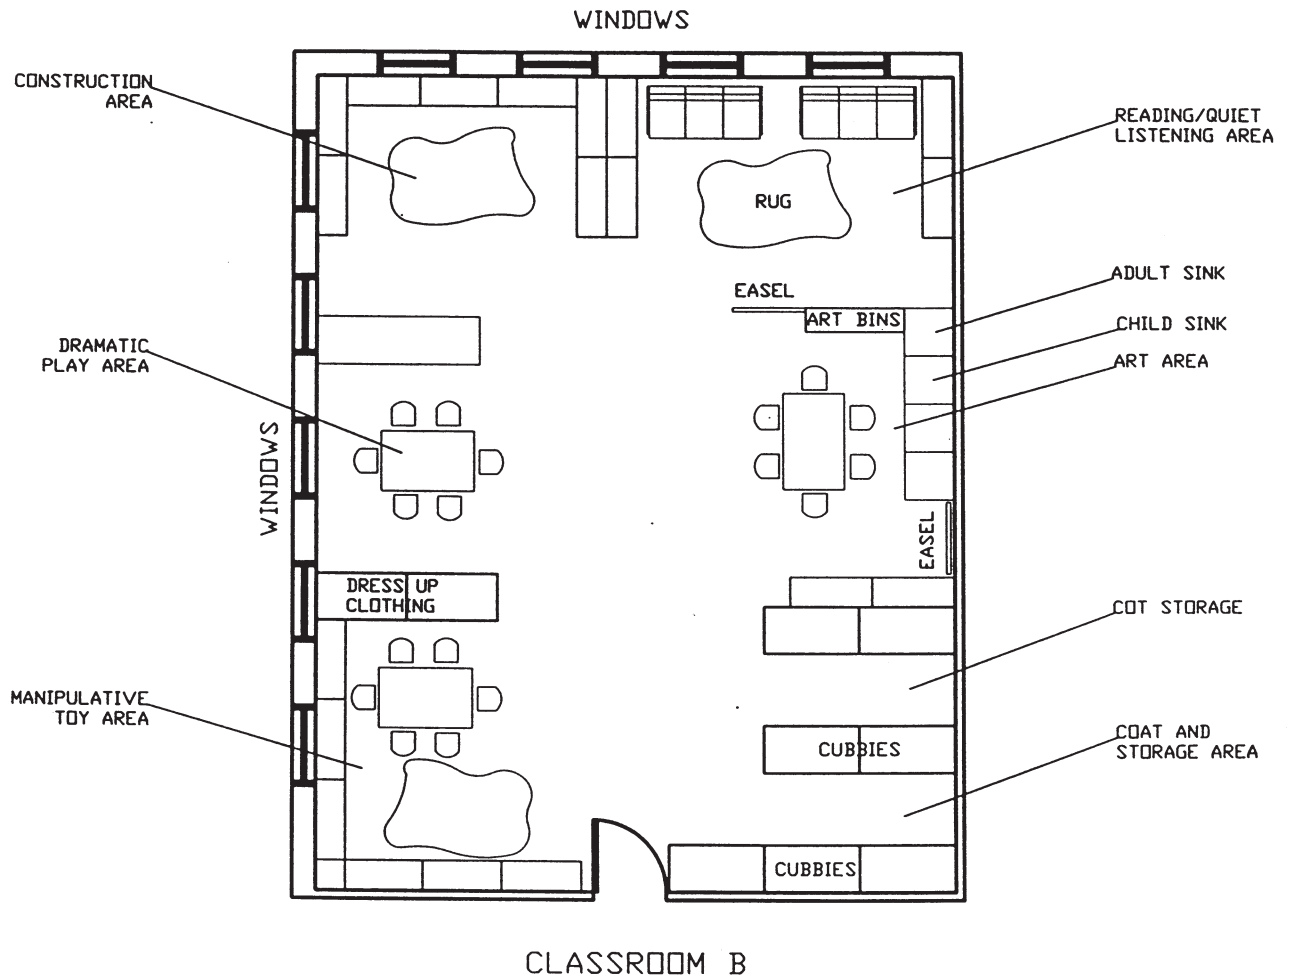 WINDOWS
CONSTRUCTION
AREA
READING/QUIET
LISTENING AREA
RUG
ADULT SINK
EASEL
ART BINS
CHILD SINK
DRAMATIC
PLAY AREA
ART AREA
WINDOWS
EASEL
DRESS UP
CLOTHING
COT STORAGE
MANIPULATIVE
TOY AREA
COAT AND
STORAGE AREA
CUBBIES
CUBBIES
CLASSROOM B